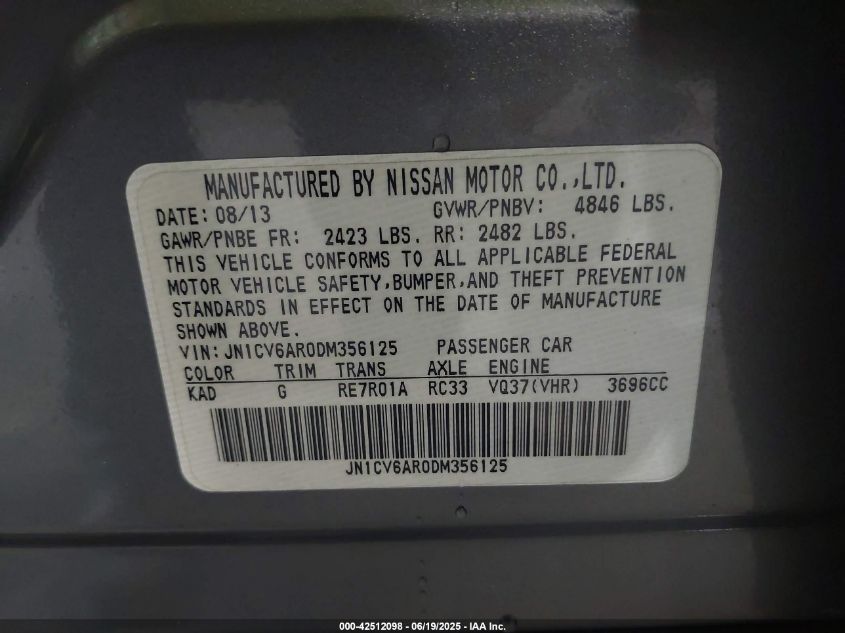 MANUFACTURED BY NISSAN MOTOR CO.,LTD.
DATE: 08/13 GVWR/PNBV: 4846 LBS.
GAWR/PNBE FR: 2423 LBS. RR: 2482 LBS.
THIS VEHICLE CONFORMS TO ALL APPLICABLE FEDERAL
MOTOR VEHICLE SAFETY,BUMPER,AND THEFT PREVENTION
STANDARDS IN EFFECT ON THE DATE OF MANUFACTURE
SHOWN ABOVE.
VIN: JN1CV6AR0DM356125 PASSENGER CAR
COLOR TRIM TRANS AXLE ENGINE
KAD G RE7R01A RC33 VQ37(VHR) 3696CC
JN1CV6AR0DM356125
000-42512098 - 06/19/2025 - IAA Inc.